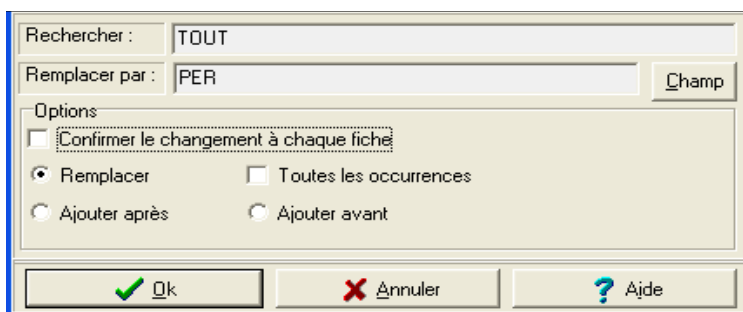 Rechercher : TOUT
Remplacer par : PER Champ
Options
Confirmer le changement à chaque fiche
Remplacer Toutes les occurrences
Ajouter après Ajouter avant
Ok Annuler Aide